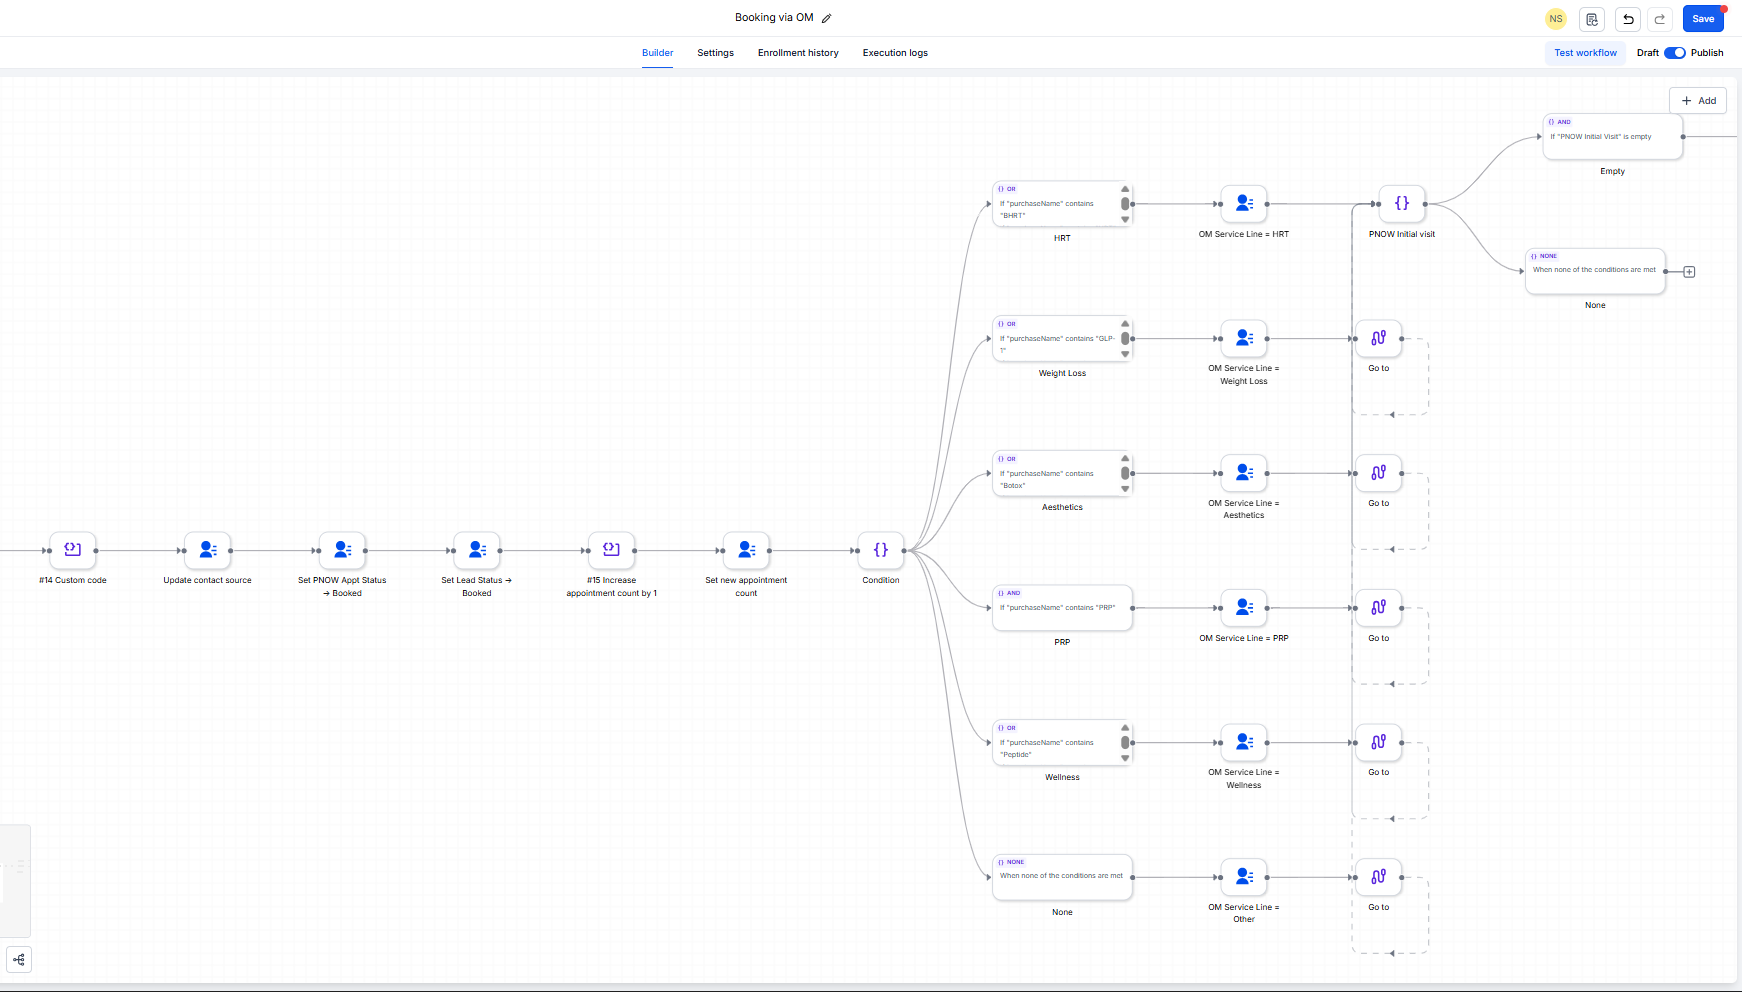 Booking via OM
NS
Save
Builder
Settings
Enrollment history
Execution logs
Test workflow
Draft
Publish
Add
{} AND
If "PNOW Initial Visit" is empty
Empty
{} OR
If "purchaseName" contains
"BHRT"
HRT
OM Service Line = HRT
PNOW Initial visit
{} NONE
When none of the conditions are met
None
{} OR
If "purchaseName" contains "GLP-
1"
Weight Loss
OM Service Line =
Weight Loss
Go to
{} OR
If "purchaseName" contains
"Botox"
Aesthetics
OM Service Line =
Aesthetics
Go to
#14 Custom code
Update contact source
Set PNOW Appt Status
→ Booked
Set Lead Status →
Booked
#15 Increase
appointment count by 1
Set new appointment
count
Condition
{} AND
If "purchaseName" contains "PRP"
PRP
OM Service Line = PRP
Go to
{} OR
If "purchaseName" contains
"Peptide"
Wellness
OM Service Line =
Wellness
Go to
{} NONE
When none of the conditions are met
None
OM Service Line =
Other
Go to